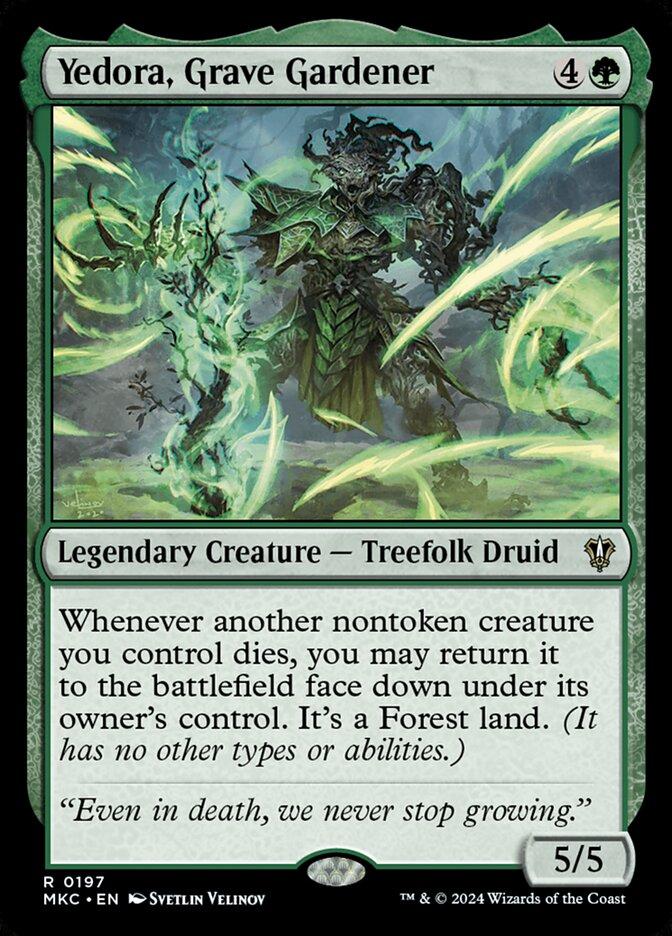 Yedora, Grave Gardener 4
Velinov
2020
Legendary Creature — Treefolk Druid
Whenever another nontoken creature
you control dies, you may return it
to the battlefield face down under its
owner's control. It's a Forest land. (It
has no other types or abilities.)
“Even in death, we never stop growing.”
5/5
R 0197
MKC • EN Svetlin Velinov
™ & © 2024 Wizards of the Coast